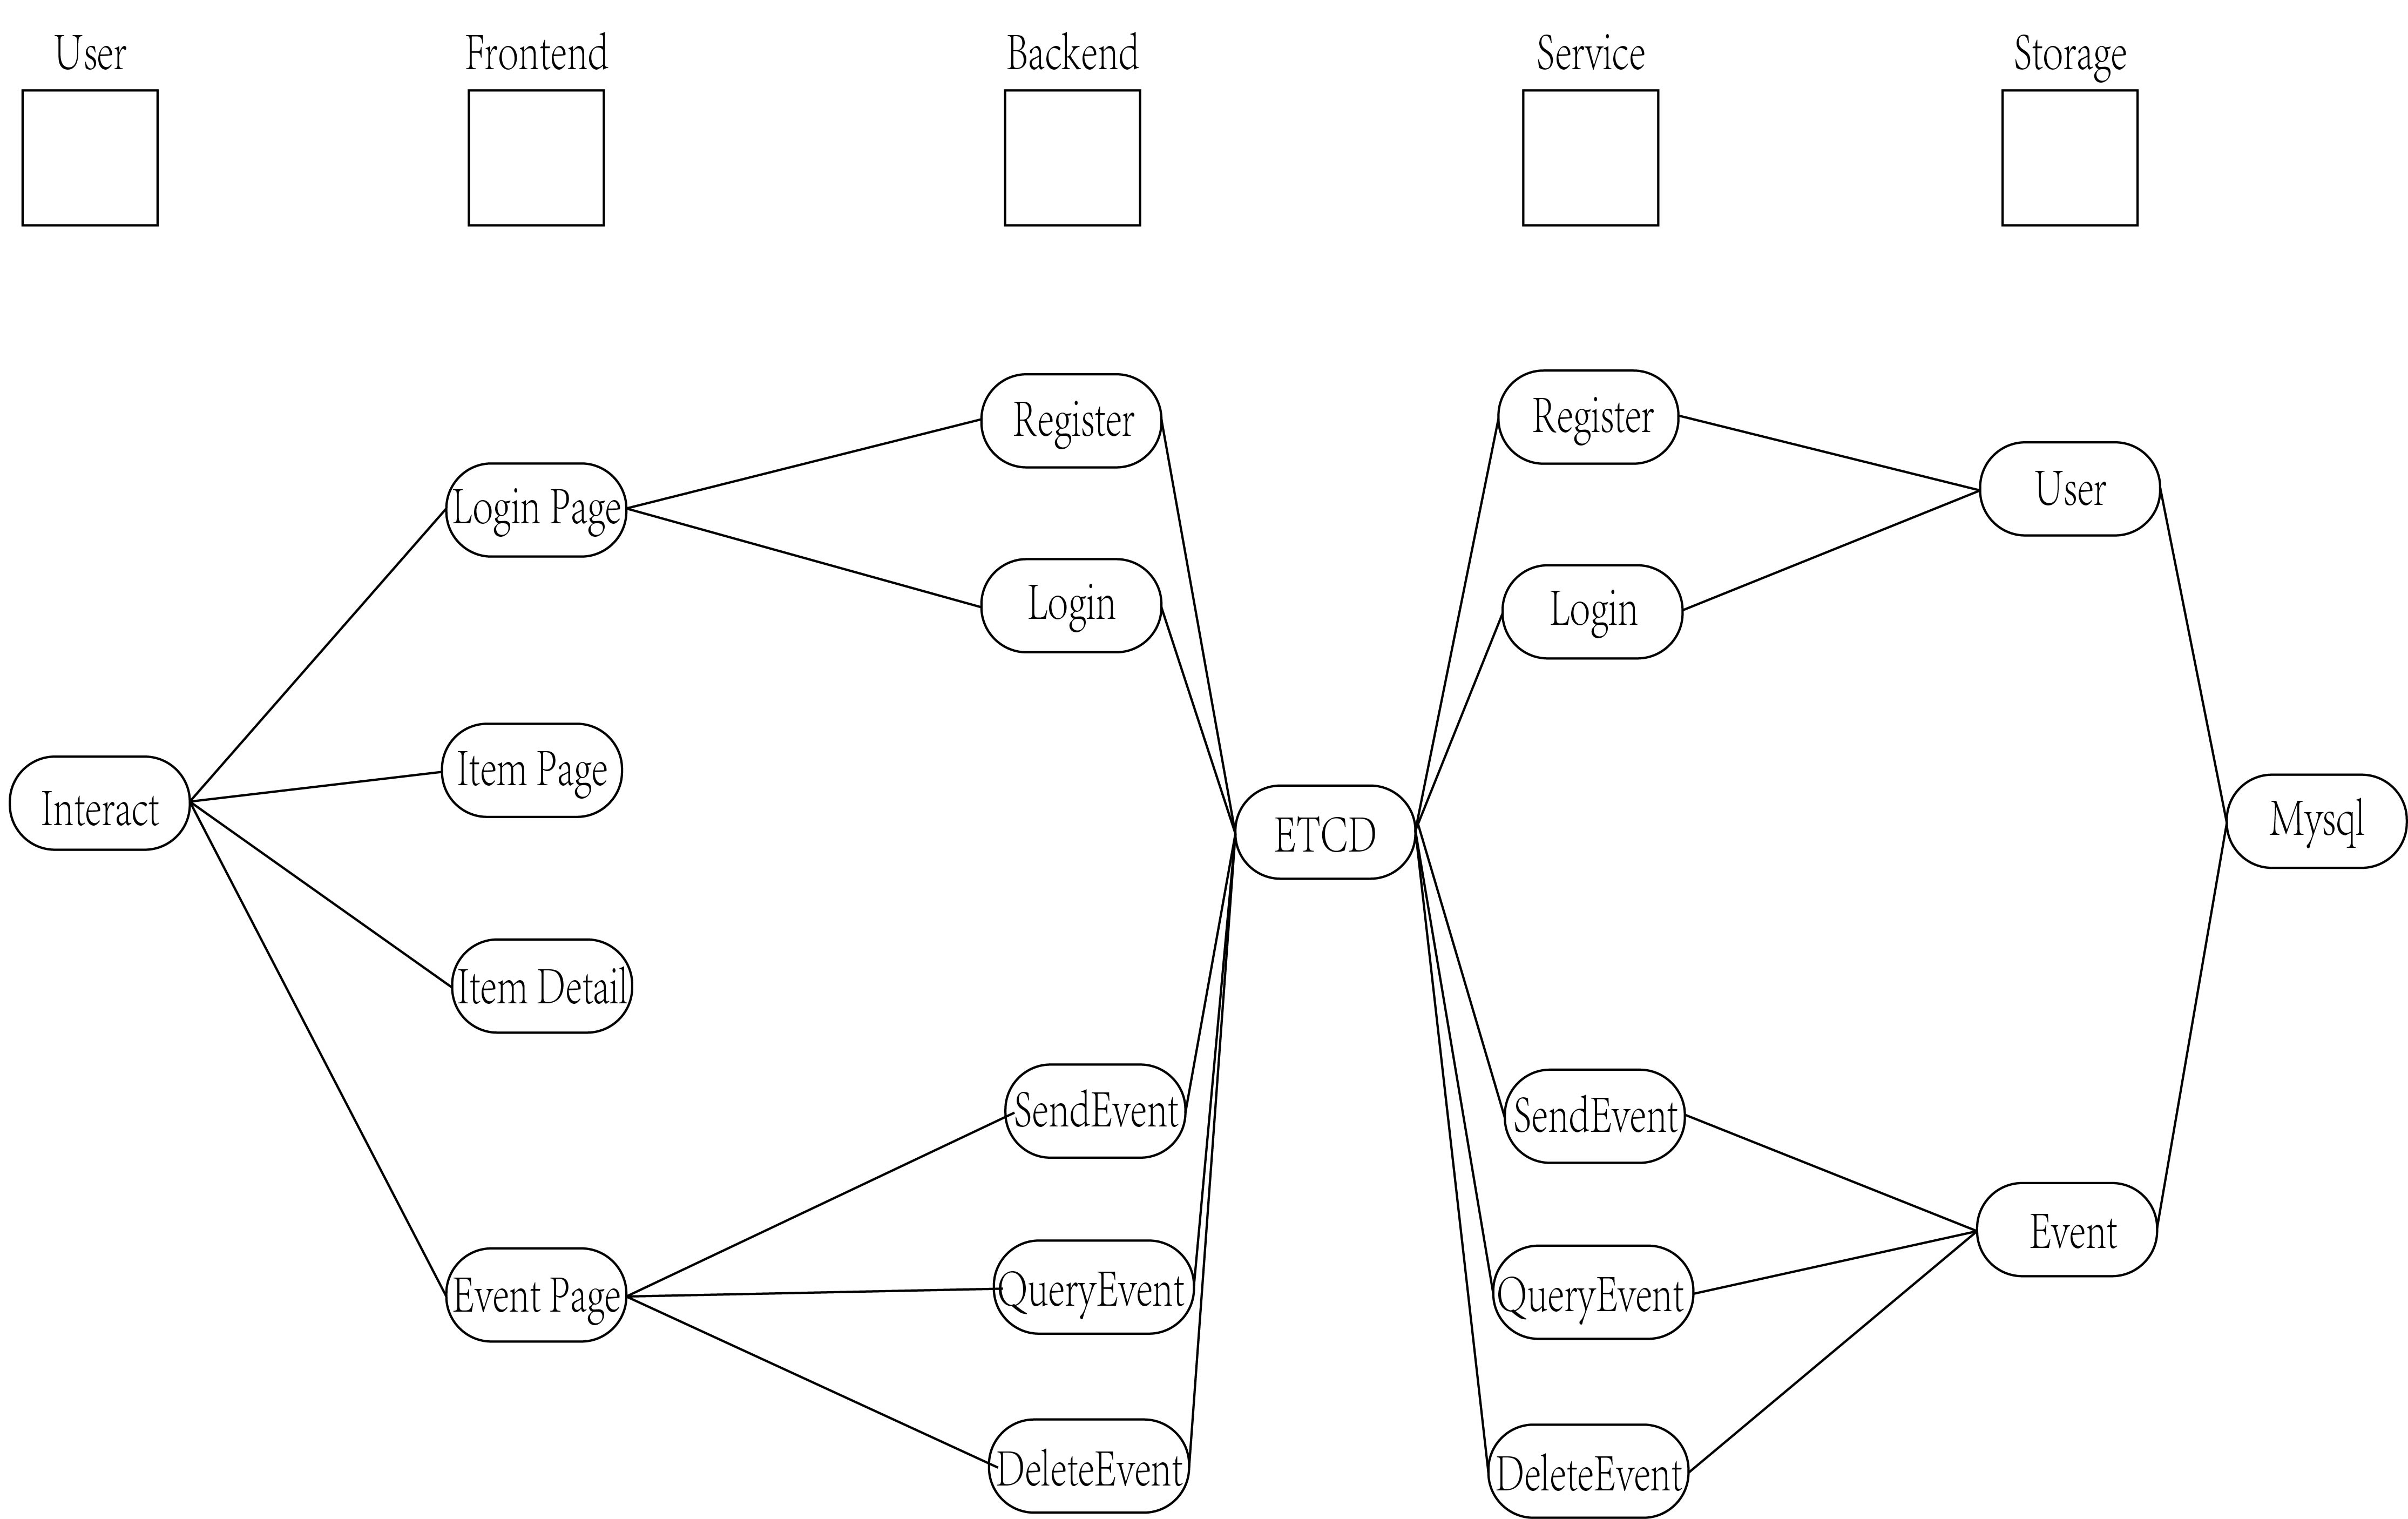 User
Frontend
Backend
Service
Storage
Register
Register
Login Page
User
Login
Login
Item Page
Interact
ETCD
Mysql
Item Detail
SendEvent
SendEvent
Event Page
QueryEvent
QueryEvent
Event
DeleteEvent
DeleteEvent